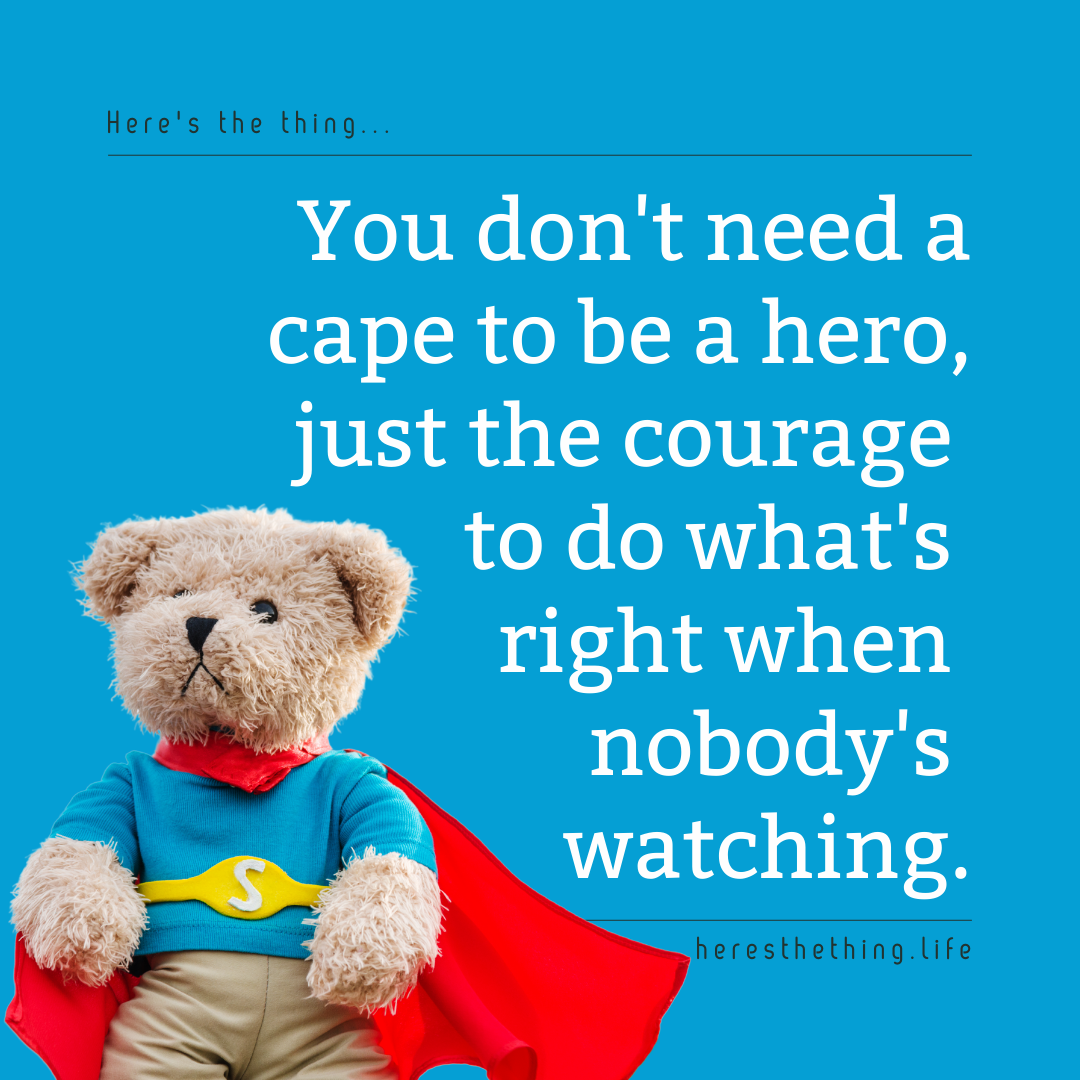 Here's the thing...
You don't need a
cape to be a hero,
just the courage
to do what's
right when
nobody's
watching.
S
heresthething.life